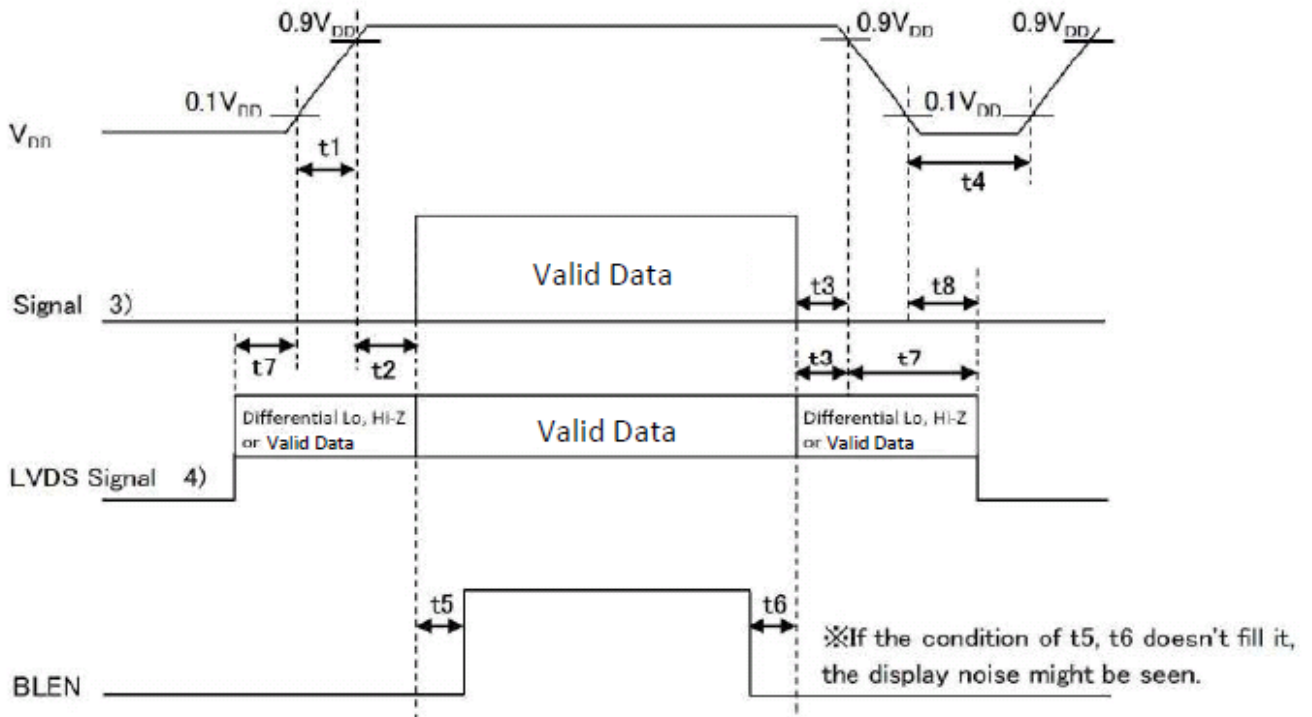 0.9VDD
0.9VDD
0.9VDD
0.1VDD
0.1VDD
VDD
t1
t4
Valid Data
Signal 3)
t3
t8
t7
t2
t3
t7
Differential Lo, Hi-Z
or Valid Data
Valid Data
Differential Lo, Hi-Z
or Valid Data
LVDS Signal 4)
t5
t6
※If the condition of t5, t6 doesn't fill it,
the display noise might be seen.
BLEN